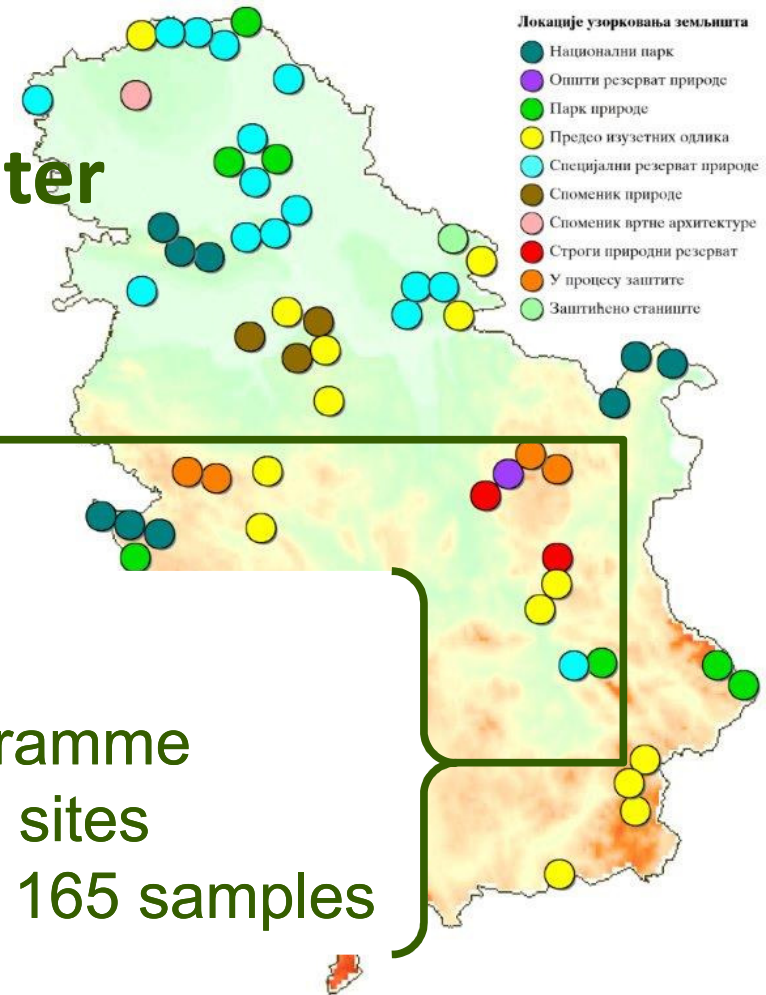 Локације узорковања земљишта
Национални парк
Општи резерват природе
Парк природе
Предео изузетних одлика
Специјални резерват природе
Споменик природе
Споменик вртне архитектуре
Строги природни резерват
У процесу заштите
Заштићено станиште
ter
ramme
sites
165 samples